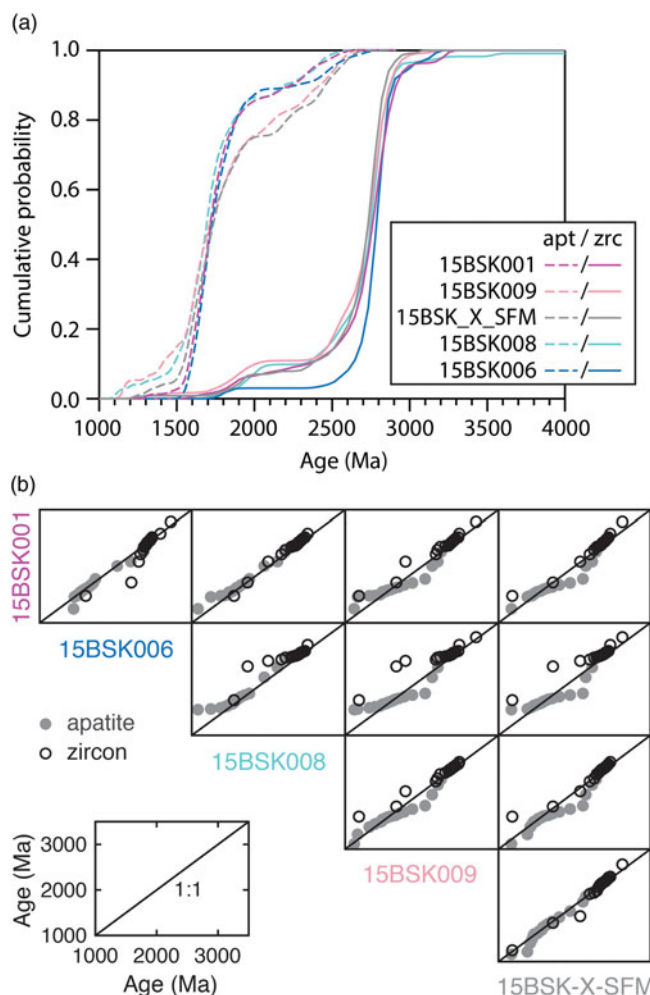 (a)
1.0
0.8
0.6
0.4
0.2
0.0
Cumulative probability
apt / zrc
15BSK001
15BSK009
15BSK_X_SFM
15BSK008
15BSK006
1000 1500 2000 2500 3000 3500 4000
Age (Ma)
(b)
15BSK001
15BSK006
apatite
zircon
15BSK008
15BSK009
3000
2000
1000
Age (Ma)
1:1
1000 2000 3000
Age (Ma)
15BSK-X-SFM